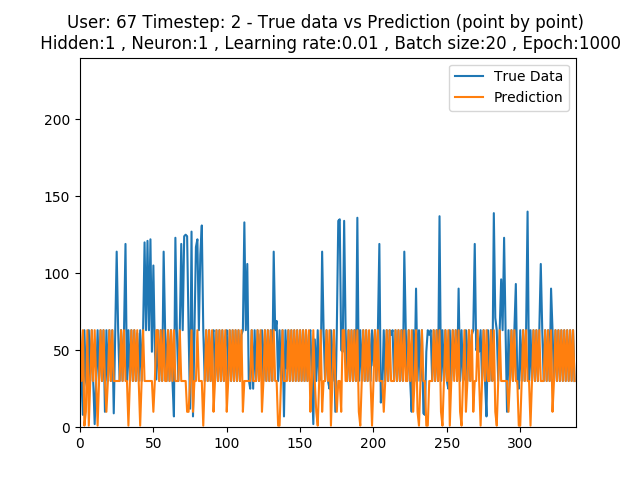 User: 67 Timestep: 2 - True data vs Prediction (point by point)
Hidden:1 , Neuron:1 , Learning rate:0.01 , Batch size:20 , Epoch:1000
True Data
Prediction
200
150
100
50
0
0 50 100 150 200 250 300